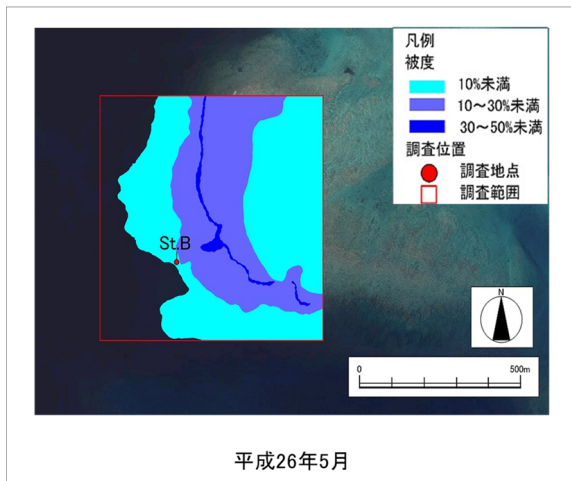 凡例
被度
10%未満
10～30%未満
30～50%未満
調査位置
調査地点
調査範囲
St.B
N
0 500m
平成26年5月